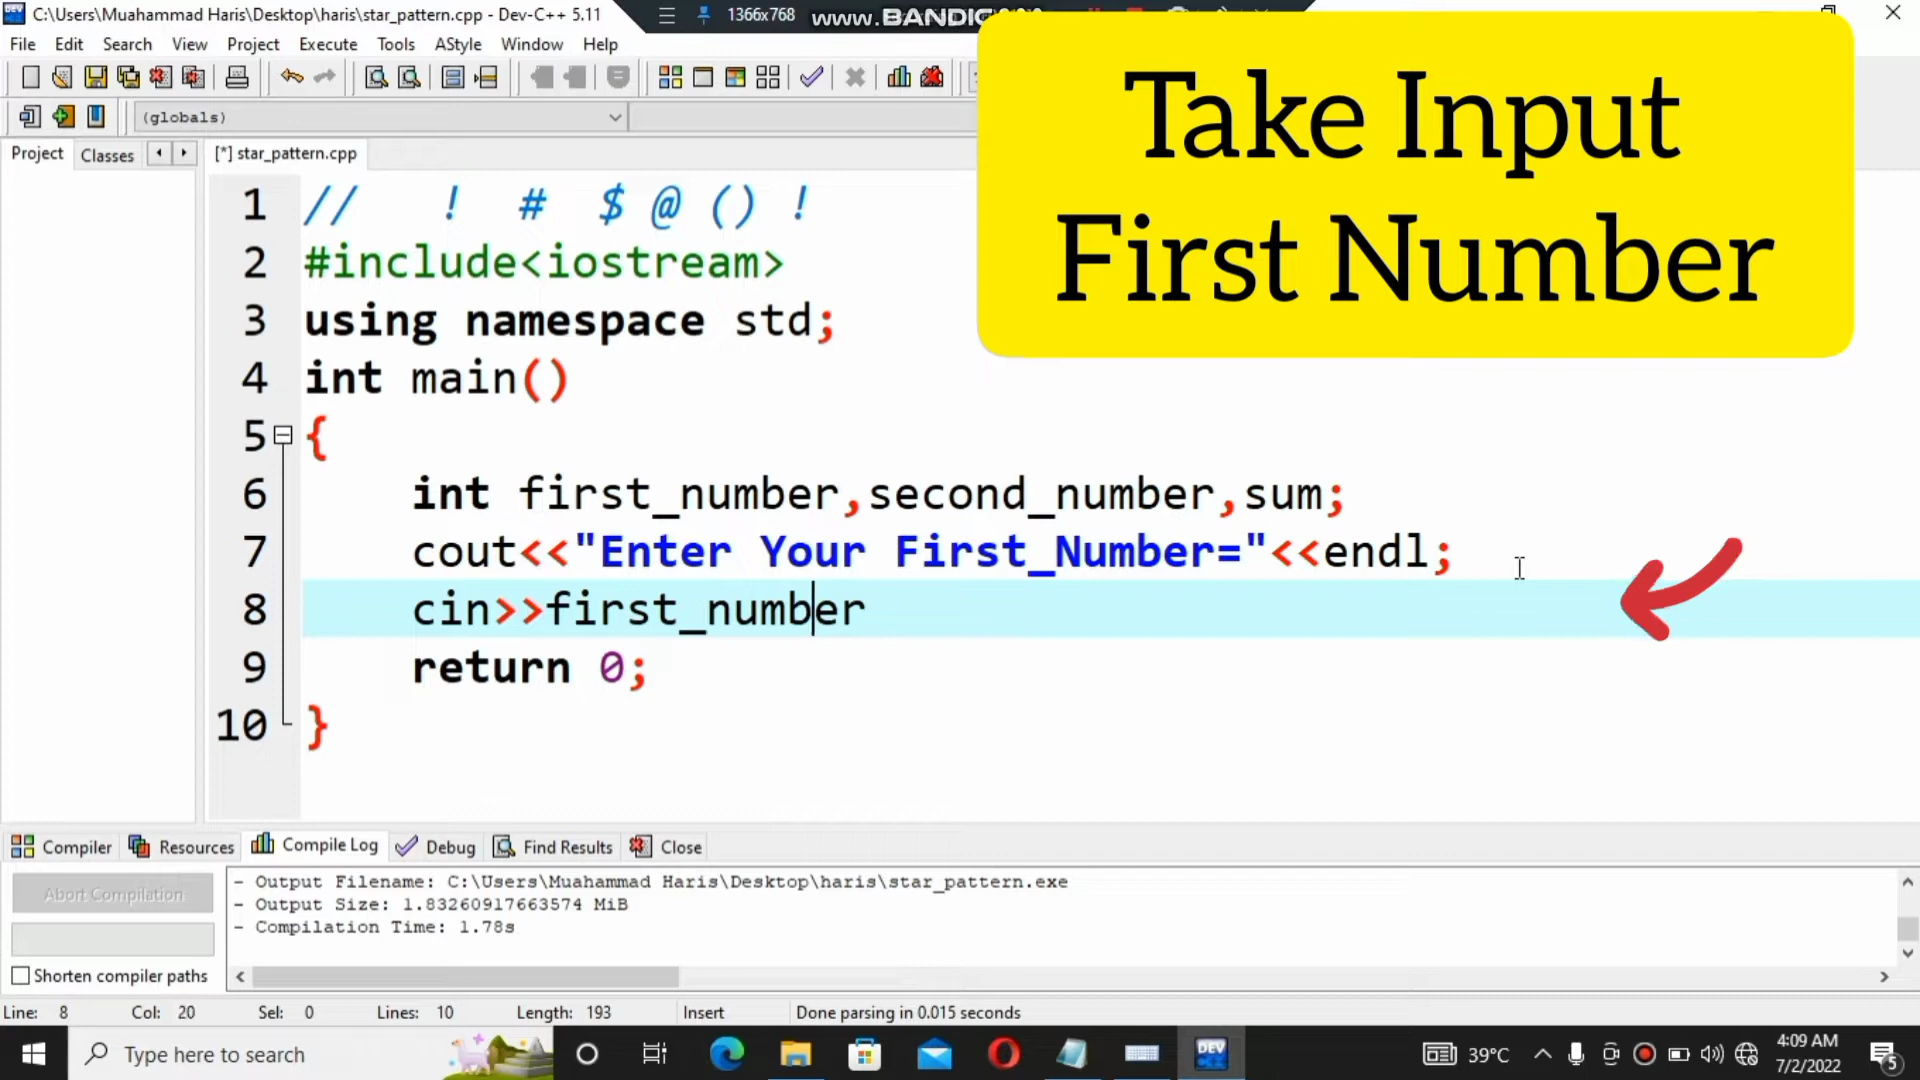 C:\Users\Muahammad Haris\Desktop\haris\star_pattern.cpp - Dev-C++ 5.11
1366x768
www.BANDIC
File Edit Search View Project Execute Tools AStyle Window Help
(globals)
Take Input
First Number
Project Classes [*] star_pattern.cpp
1 // ! # $ @ () !
2 #include<iostream>
3 using namespace std;
4 int main()
5 {
6 int first_number,second_number,sum;
7 cout<<"Enter Your First_Number="<<endl;
8 cin>>first_number
9 return 0;
10 }
Compiler Resources Compile Log Debug Find Results Close
Abort Compilation
Shorten compiler paths
- Output Filename: C:\Users\Muahammad Haris\Desktop\haris\star_pattern.exe
- Output Size: 1.83260917663574 MiB
- Compilation Time: 1.78s
Line: 8 Col: 20 Sel: 0 Lines: 10 Length: 193 Insert Done parsing in 0.015 seconds
Type here to search
DEV
39°C
4:09 AM
7/2/2022
5